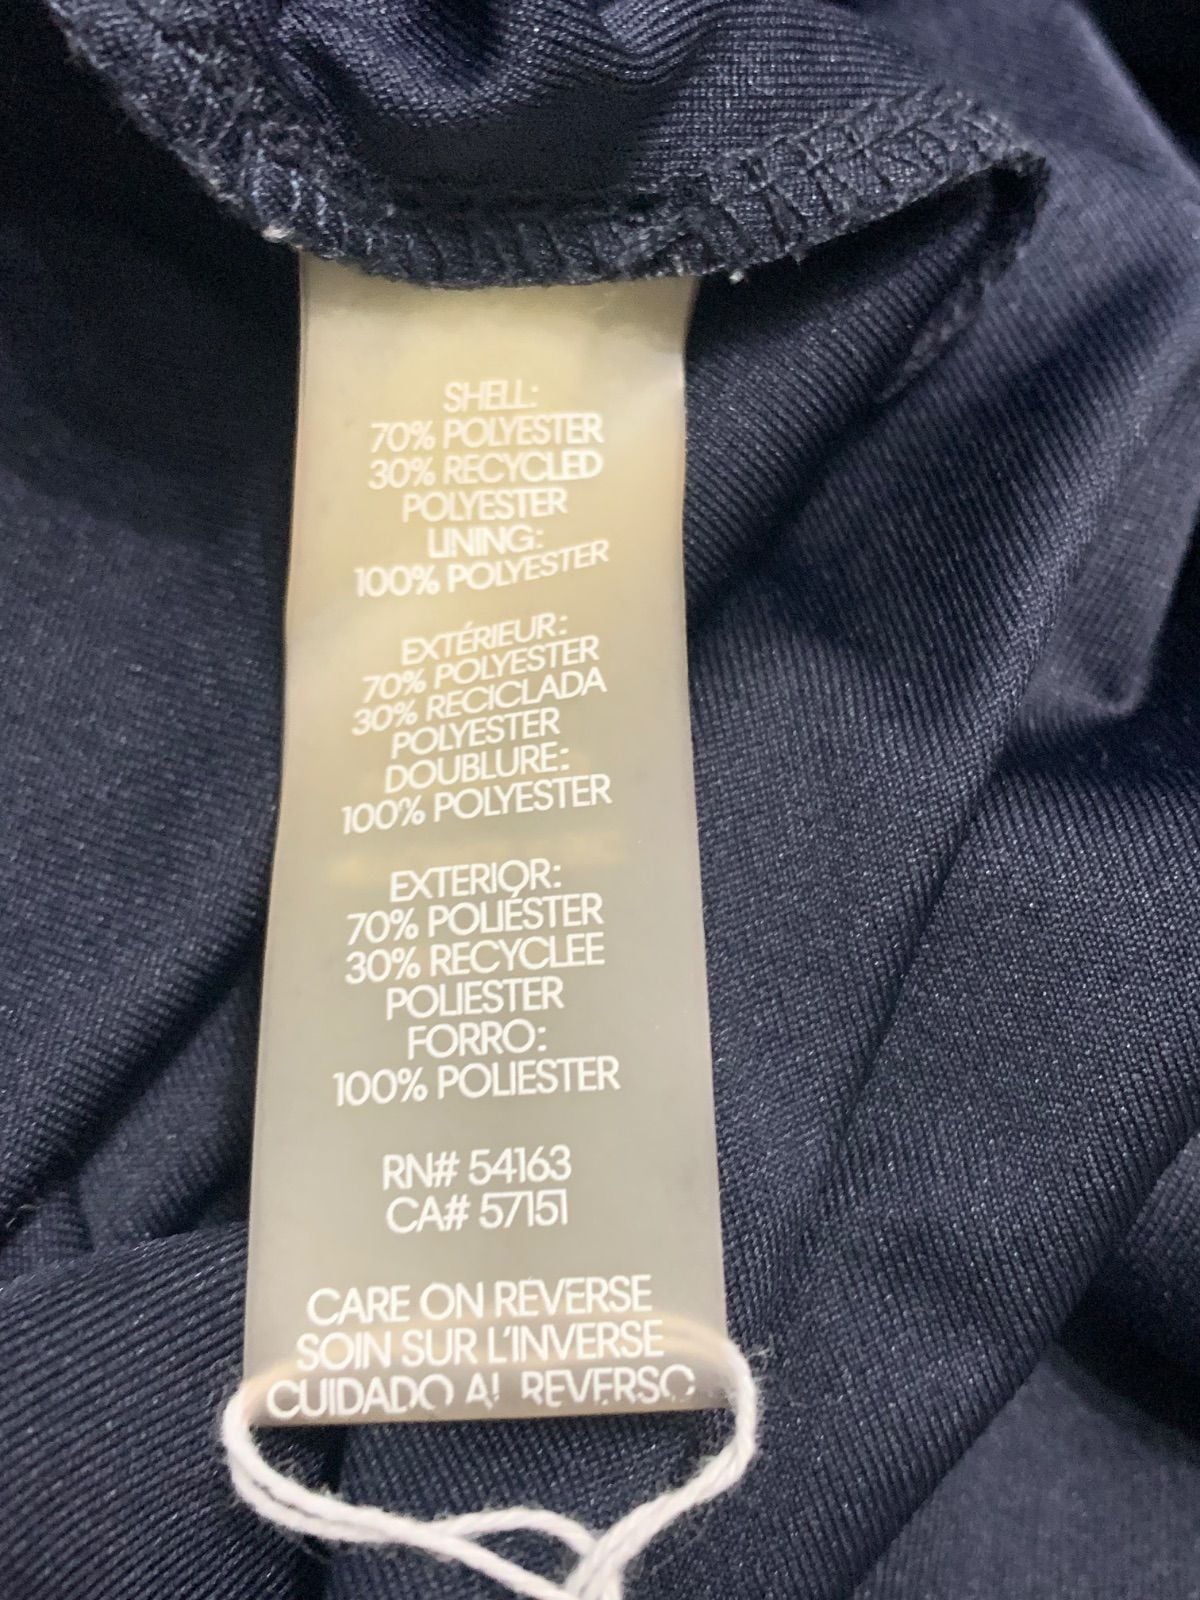 SHELL:
70% POLYESTER
30% RECYCLED
POLYESTER
LINING:
100% POLYESTER
EXTÉRIEUR:
70% POLYESTER
30% RECICLADA
POLYESTER
DOUBLURE:
100% POLYESTER
EXTERIOR:
70% POLIÉSTER
30% RECYCLEE
POLIESTER
FORRO:
100% POLIESTER
RN# 54163
CA# 57151
CARE ON REVERSE
SOIN SUR L'INVERSE
CUIDADO AL REVERSO